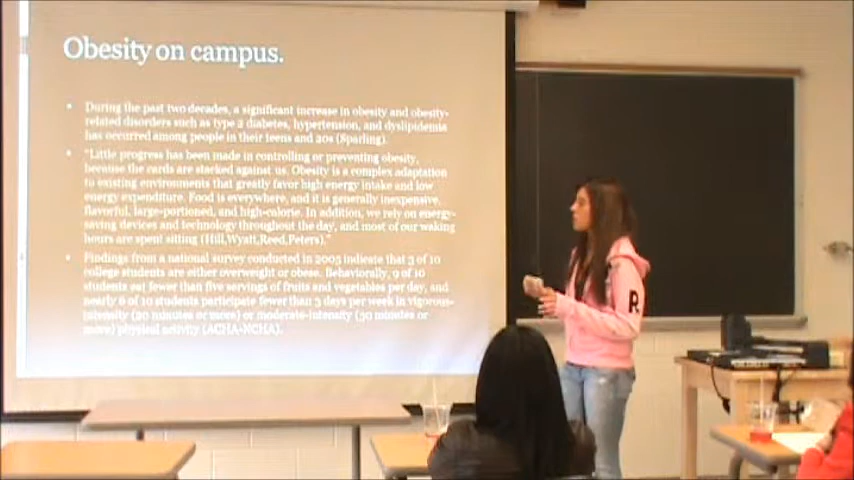 Obesity on campus.
During the past two decades, a significant increase in obesity and obesity-
related disorders such as type 2 diabetes, hypertension, and dyslipidemia
has occurred among people in their teens and 20s (Sparling).
"Little progress has been made in controlling or preventing obesity,
because the cards are stacked against us. Obesity is a complex adaptation
to existing environments that greatly favor high energy intake and low
energy expenditure. Food is everywhere, and it is generally inexpensive,
flavorful, large-portioned, and high-calorie. In addition, we rely on energy-
saving devices and technology throughout the day, and most of our waking
hours are spent sitting (Hill,Wyatt,Reed,Peters)."
Findings from a national survey conducted in 2003 indicate that 3 of 10
college students are either overweight or obese. Behaviorally, 9 of 10
students eat fewer than five servings of fruits and vegetables per day, and
nearly 6 of 10 students participate fewer than 3 days per week in vigorous-
intensity (20 minutes or more) or moderate-intensity (30 minutes or
more) physical activity (ACHA-NCHA).
R